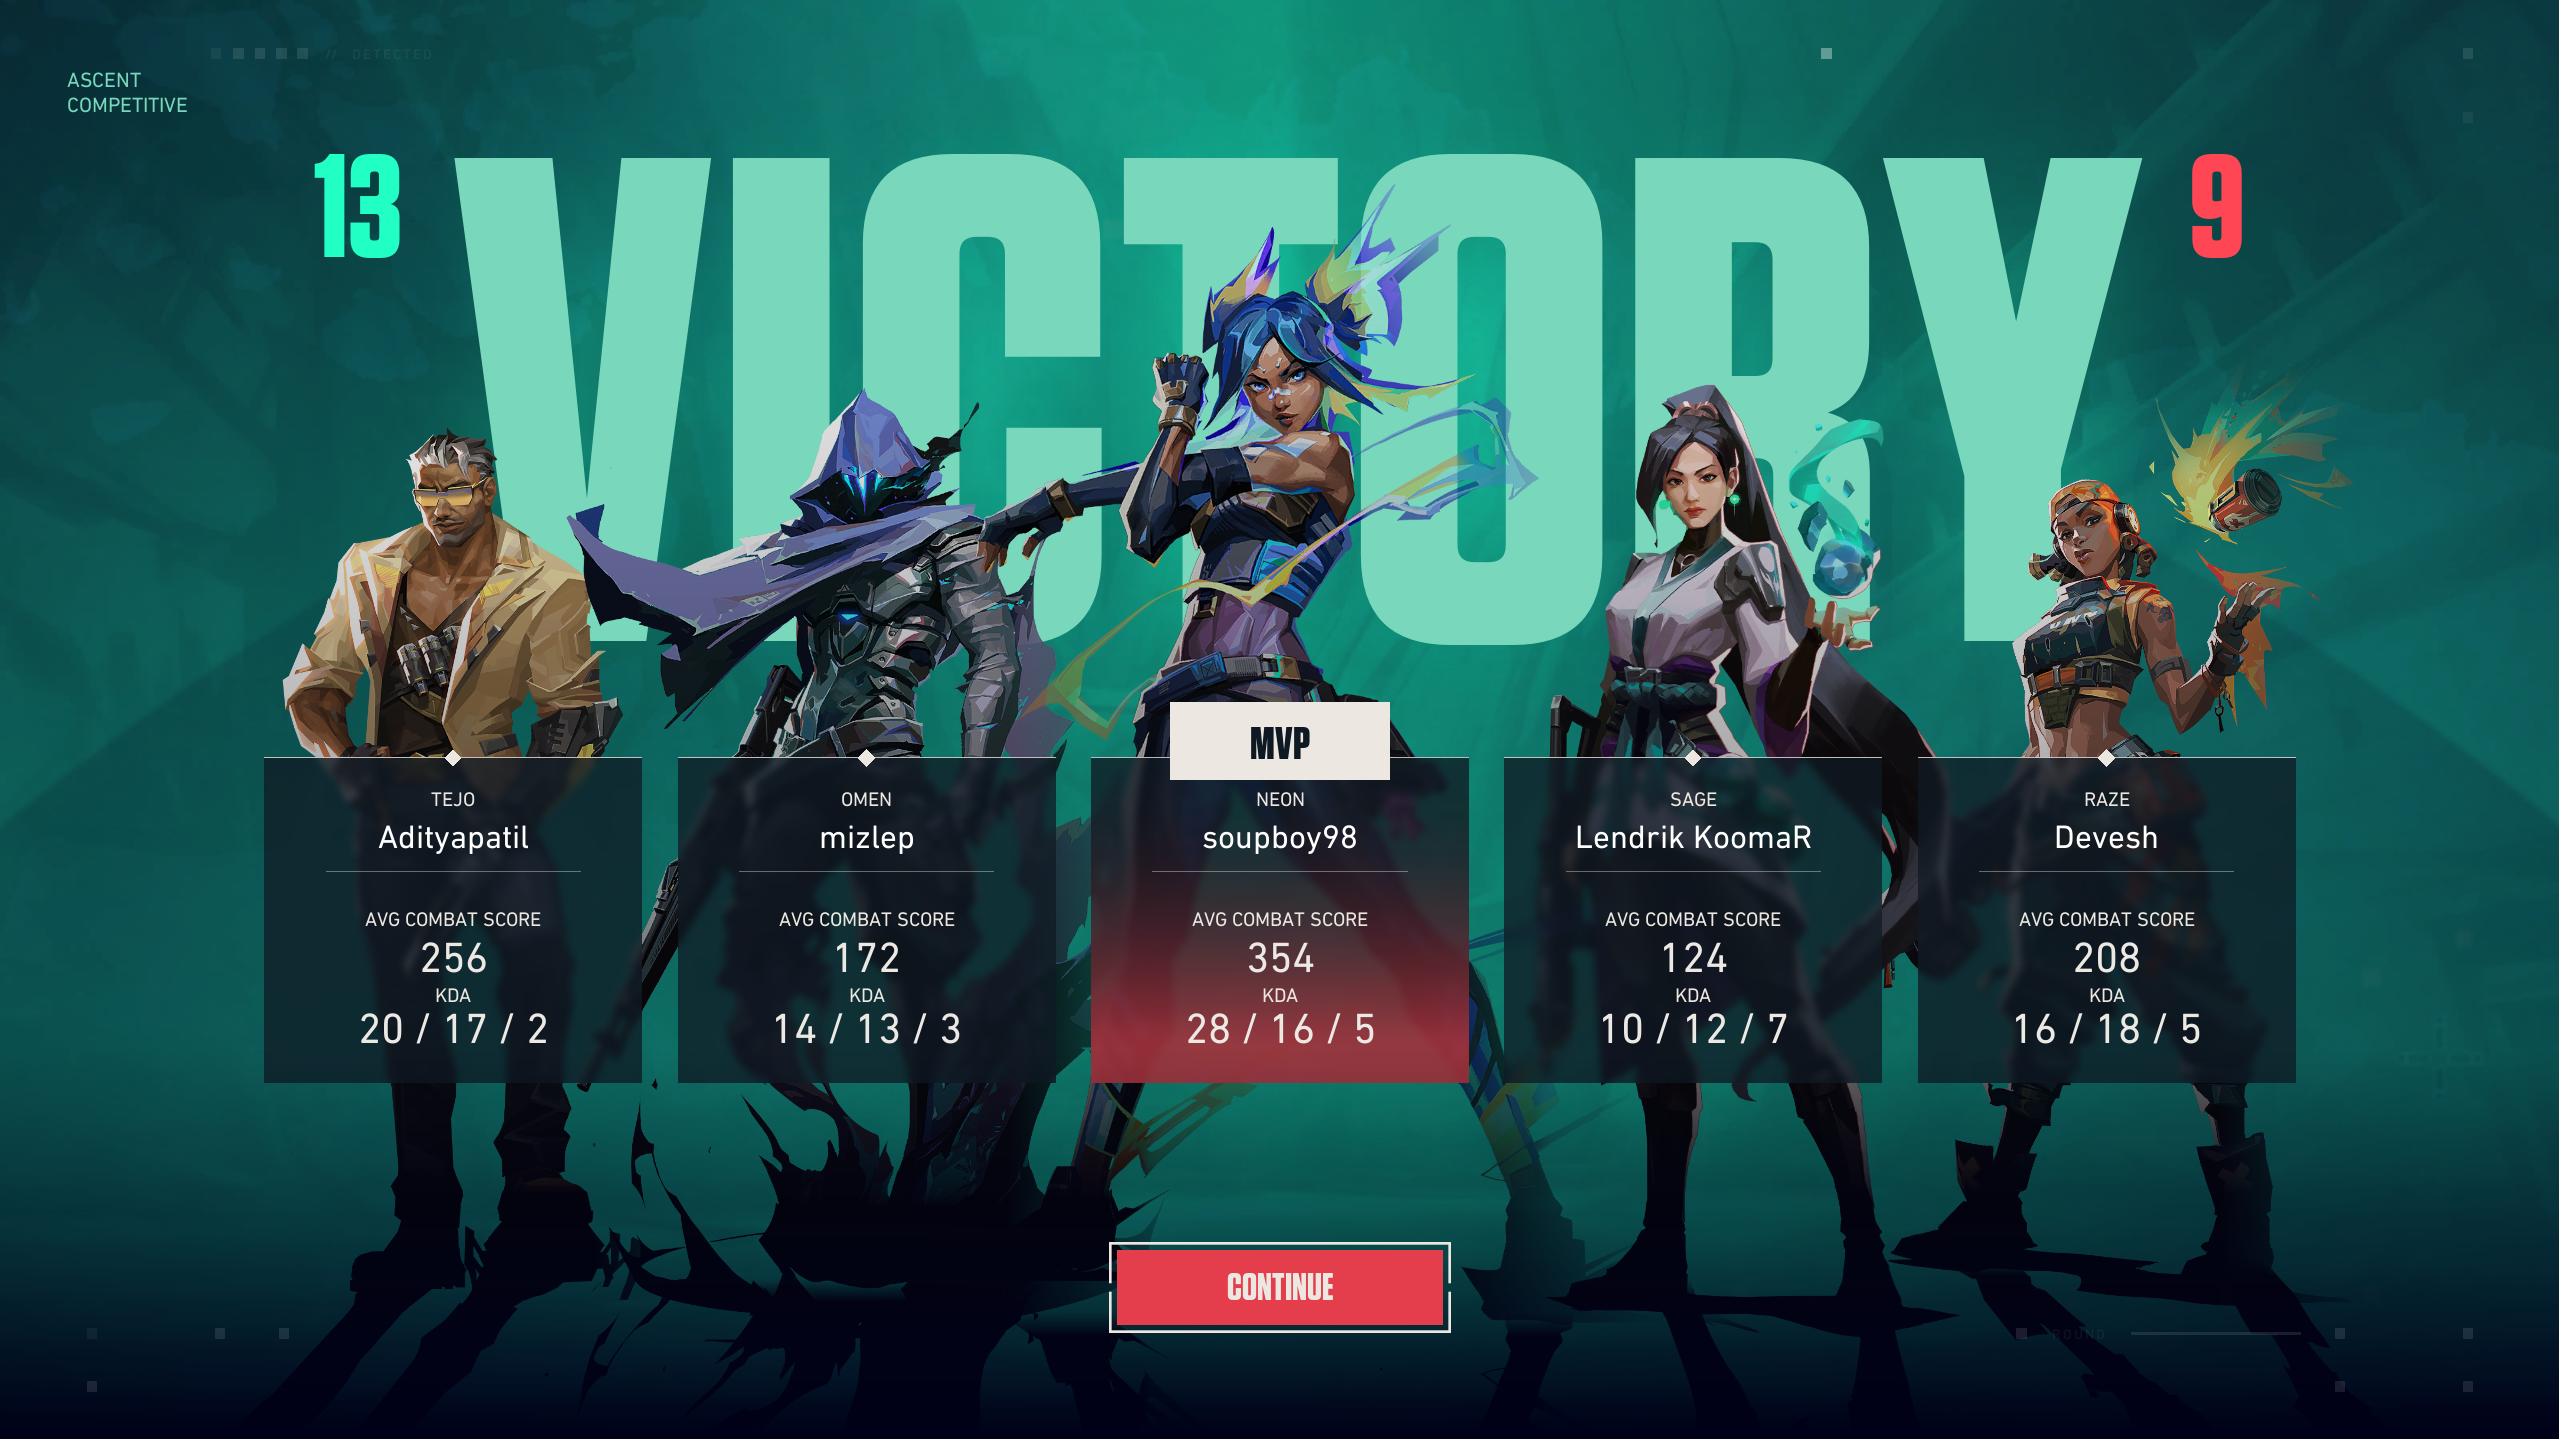 // DETECTED
ASCENT
COMPETITIVE
13
VICTORY
9
MVP
TEJO
Adityapatil
AVG COMBAT SCORE
256
KDA
20 / 17 / 2
OMEN
mizlep
AVG COMBAT SCORE
172
KDA
14 / 13 / 3
NEON
soupboy98
AVG COMBAT SCORE
354
KDA
28 / 16 / 5
SAGE
Lendrik KoomaR
AVG COMBAT SCORE
124
KDA
10 / 12 / 7
RAZE
Devesh
AVG COMBAT SCORE
208
KDA
16 / 18 / 5
CONTINUE
ROUND